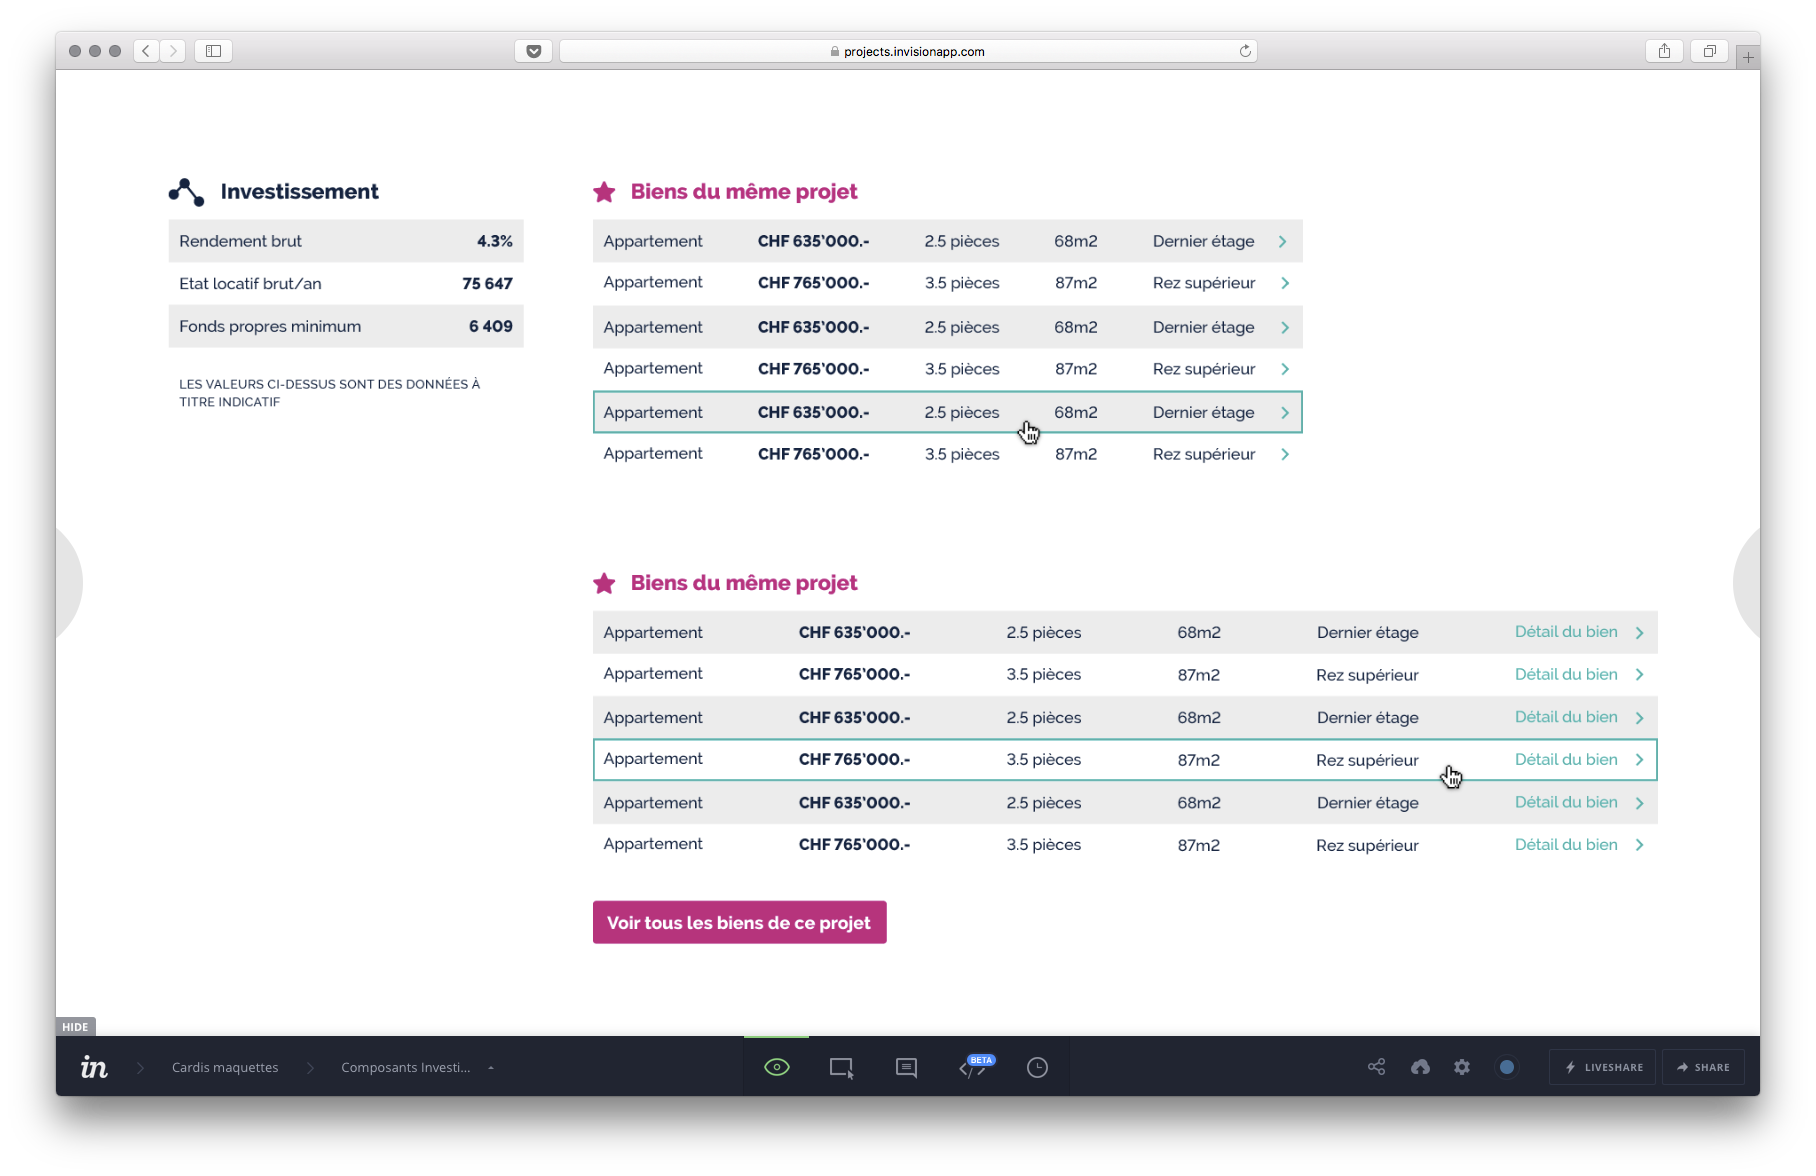 projects.invisionapp.com
Investissement
Rendement brut 4.3%
Etat locatif brut/an 75 647
Fonds propres minimum 6 409
LES VALEURS CI-DESSUS SONT DES DONNÉES À
TITRE INDICATIF
Biens du même projet
Appartement CHF 635‘000.- 2.5 pièces 68m2 Dernier étage
Appartement CHF 765‘000.- 3.5 pièces 87m2 Rez supérieur
Appartement CHF 635‘000.- 2.5 pièces 68m2 Dernier étage
Appartement CHF 765‘000.- 3.5 pièces 87m2 Rez supérieur
Appartement CHF 635‘000.- 2.5 pièces 68m2 Dernier étage
Appartement CHF 765‘000.- 3.5 pièces 87m2 Rez supérieur
Biens du même projet
Appartement CHF 635‘000.- 2.5 pièces 68m2 Dernier étage Détail du bien
Appartement CHF 765‘000.- 3.5 pièces 87m2 Rez supérieur Détail du bien
Appartement CHF 635‘000.- 2.5 pièces 68m2 Dernier étage Détail du bien
Appartement CHF 765‘000.- 3.5 pièces 87m2 Rez supérieur Détail du bien
Appartement CHF 635‘000.- 2.5 pièces 68m2 Dernier étage Détail du bien
Appartement CHF 765‘000.- 3.5 pièces 87m2 Rez supérieur Détail du bien
Voir tous les biens de ce projet
HIDE
in Cardis maquettes Composants Investi... BETA LIVESHARE SHARE